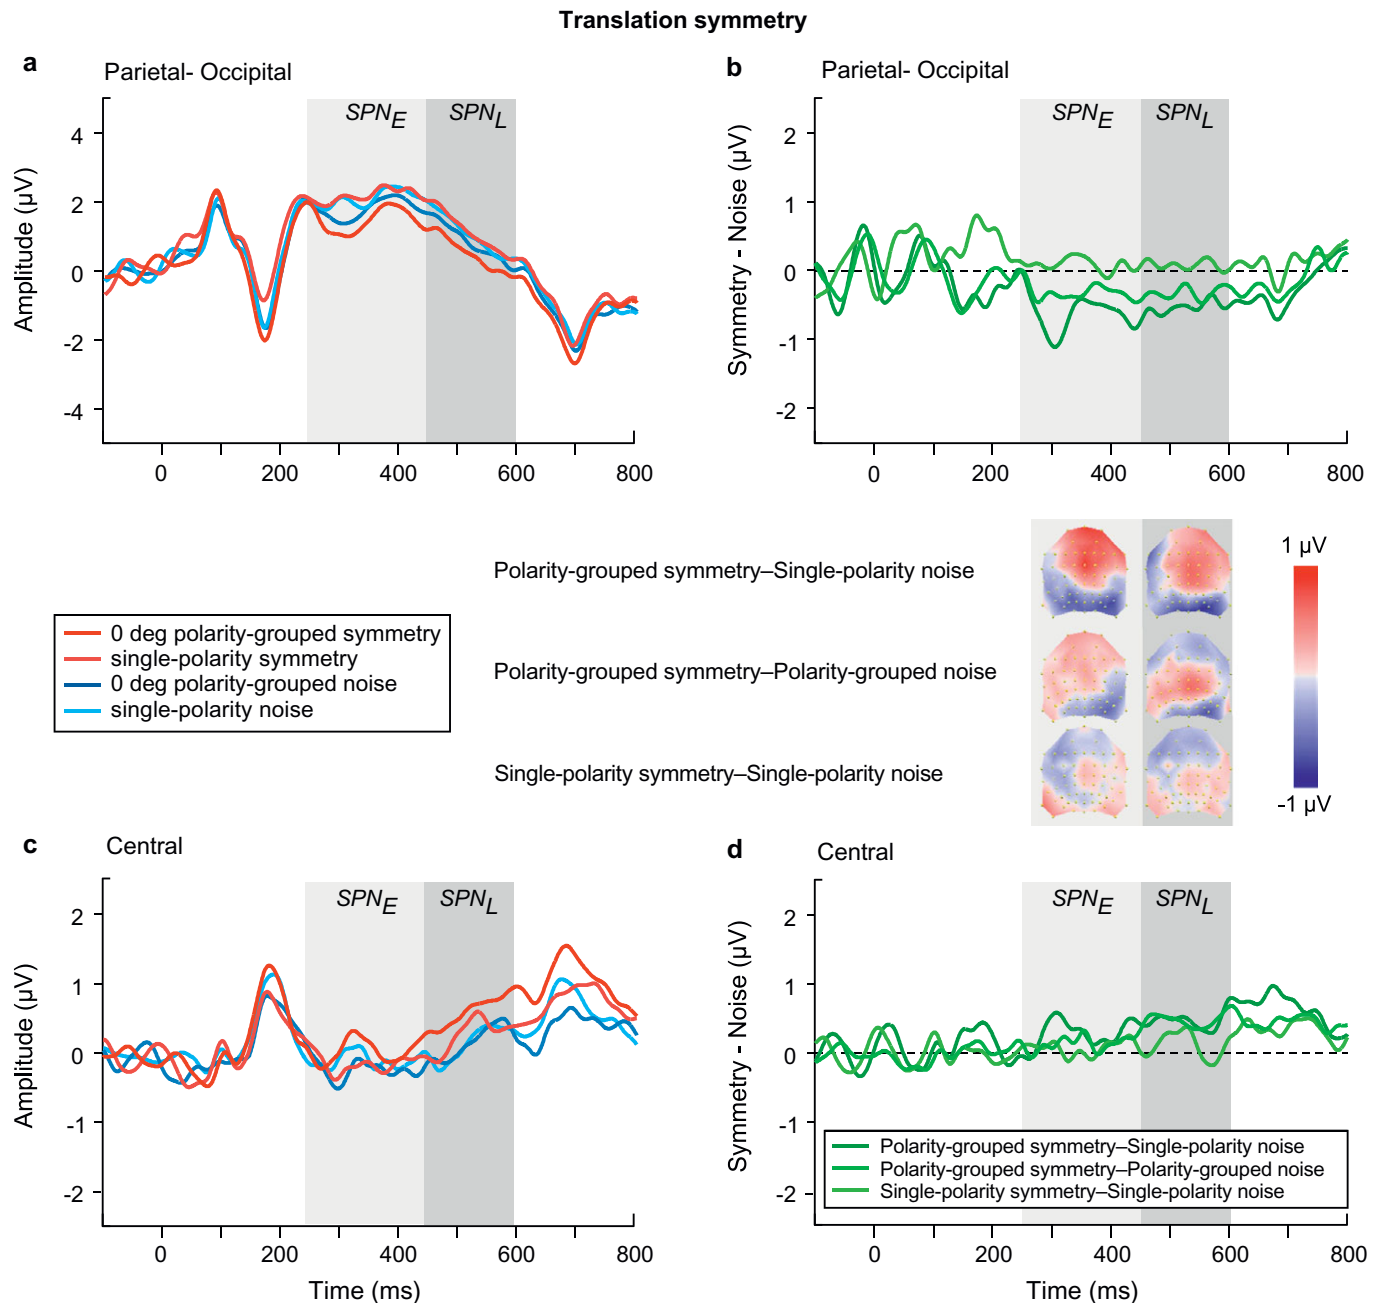 Translation symmetry
a
Parietal- Occipital
SPNE
SPNL
Amplitude (µV)
4
2
0
-2
-4
0
200
400
600
800
b
Parietal- Occipital
SPNE
SPNL
Symmetry - Noise (µV)
2
1
0
-1
-2
0
200
400
600
800
0 deg polarity-grouped symmetry
single-polarity symmetry
0 deg polarity-grouped noise
single-polarity noise
Polarity-grouped symmetry–Single-polarity noise
Polarity-grouped symmetry–Polarity-grouped noise
Single-polarity symmetry–Single-polarity noise
1 µV
-1 µV
c
Central
SPNE
SPNL
Amplitude (µV)
2
1
0
-1
-2
0
200
400
600
800
Time (ms)
d
Central
SPNE
SPNL
Symmetry - Noise (µV)
2
1
0
-1
-2
Polarity-grouped symmetry–Single-polarity noise
Polarity-grouped symmetry–Polarity-grouped noise
Single-polarity symmetry–Single-polarity noise
0
200
400
600
800
Time (ms)